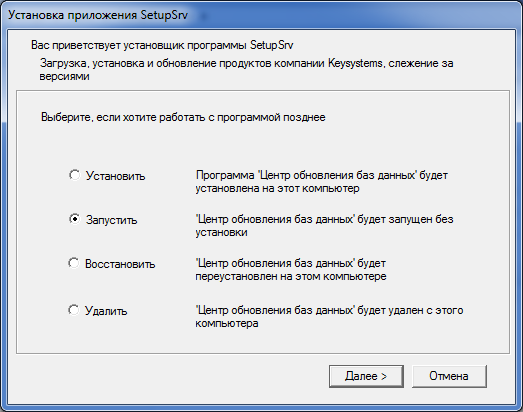 Установка приложения SetupSrv
Вас приветствует установщик программы SetupSrv
Загрузка, установка и обновление продуктов компании Keysystems, слежение за
версиями
Выберите, если хотите работать с программой позднее
Установить
Программа 'Центр обновления баз данных' будет
установлена на этот компьютер
Запустить
'Центр обновления баз данных' будет запущен без
установки
Восстановить
'Центр обновления баз данных' будет
переустановлен на этом компьютере
Удалить
'Центр обновления баз данных' будет удален с этого
компьютера
Далее >
Отмена